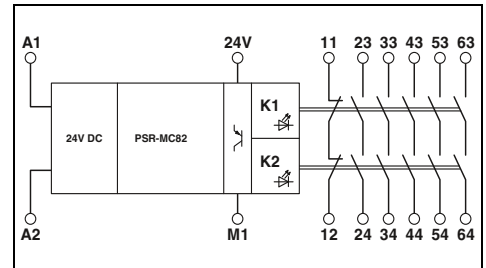 A1 24V 11 23 33 43 53 63
K1
24V DC PSR-MC82
K2
A2 M1 12 24 34 44 54 64